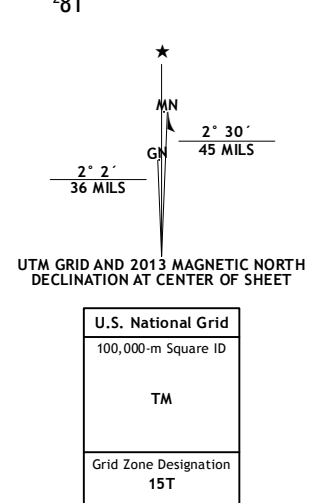 ²81
★
MN
2° 30´
45 MILS
GN
2° 2´
36 MILS
UTM GRID AND 2013 MAGNETIC NORTH
DECLINATION AT CENTER OF SHEET
U.S. National Grid
100,000-m Square ID
TM
Grid Zone Designation
15T